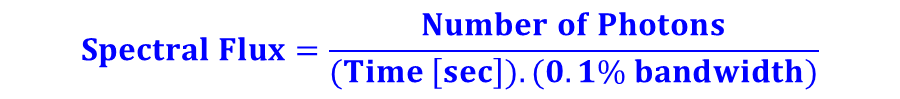 Number of Photons
Spectral Flux =
(Time [sec]).(0.1% bandwidth)